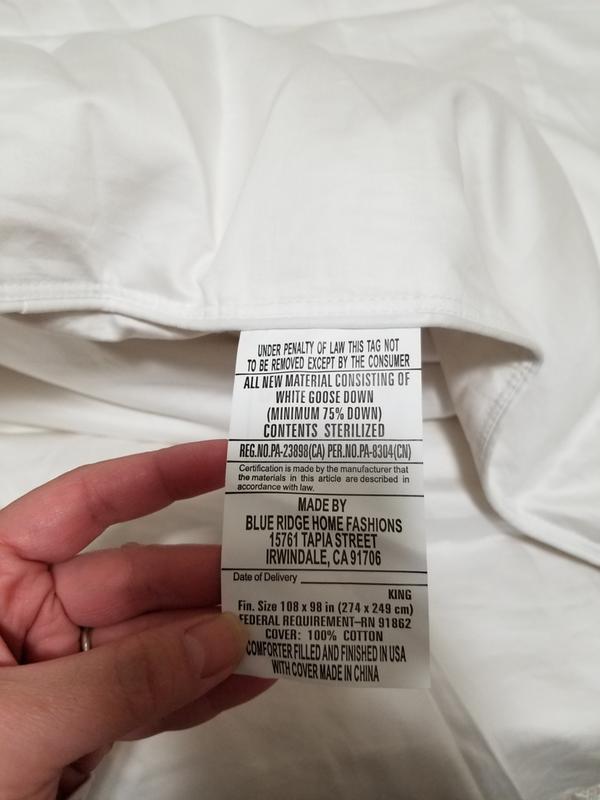 UNDER PENALTY OF LAW THIS TAG NOT
TO BE REMOVED EXCEPT BY THE CONSUMER
ALL NEW MATERIAL CONSISTING OF
WHITE GOOSE DOWN
(MINIMUM 75% DOWN)
CONTENTS STERILIZED
REG.NO.PA-23898(CA) PER.NO.PA-8304(CN)
Certification is made by the manufacturer that
the materials in this article are described in
accordance with law.
MADE BY
BLUE RIDGE HOME FASHIONS
15761 TAPIA STREET
IRWINDALE, CA 91706
Date of Delivery
KING
Fin. Size 108 x 98 in (274 x 249 cm)
FEDERAL REQUIREMENT–RN 91862
COVER: 100% COTTON
COMFORTER FILLED AND FINISHED IN USA
WITH COVER MADE IN CHINA